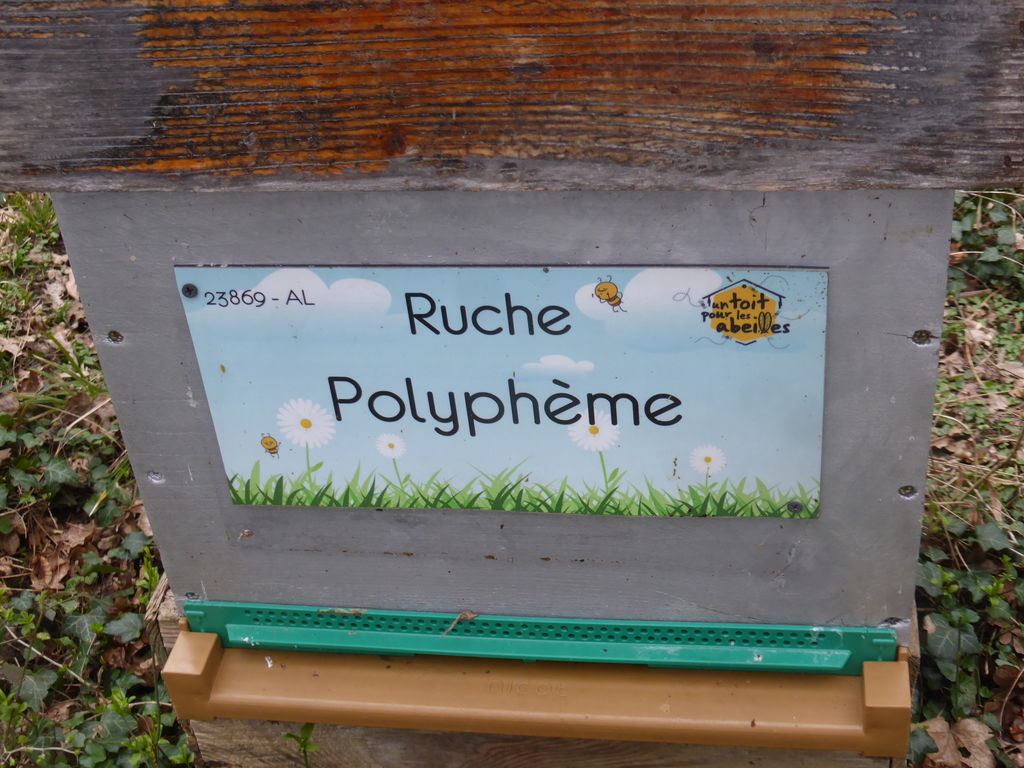 23869 - AL
Ruche
Polyphème
un toit
pour les
abeilles